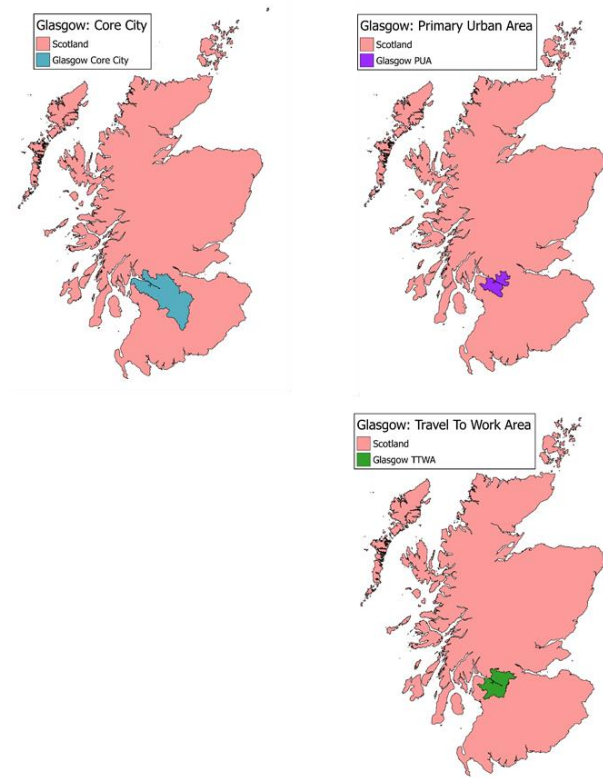 Glasgow: Core City
Scotland
Glasgow Core City
Glasgow: Primary Urban Area
Scotland
Glasgow PUA
Glasgow: Travel To Work Area
Scotland
Glasgow TTWA